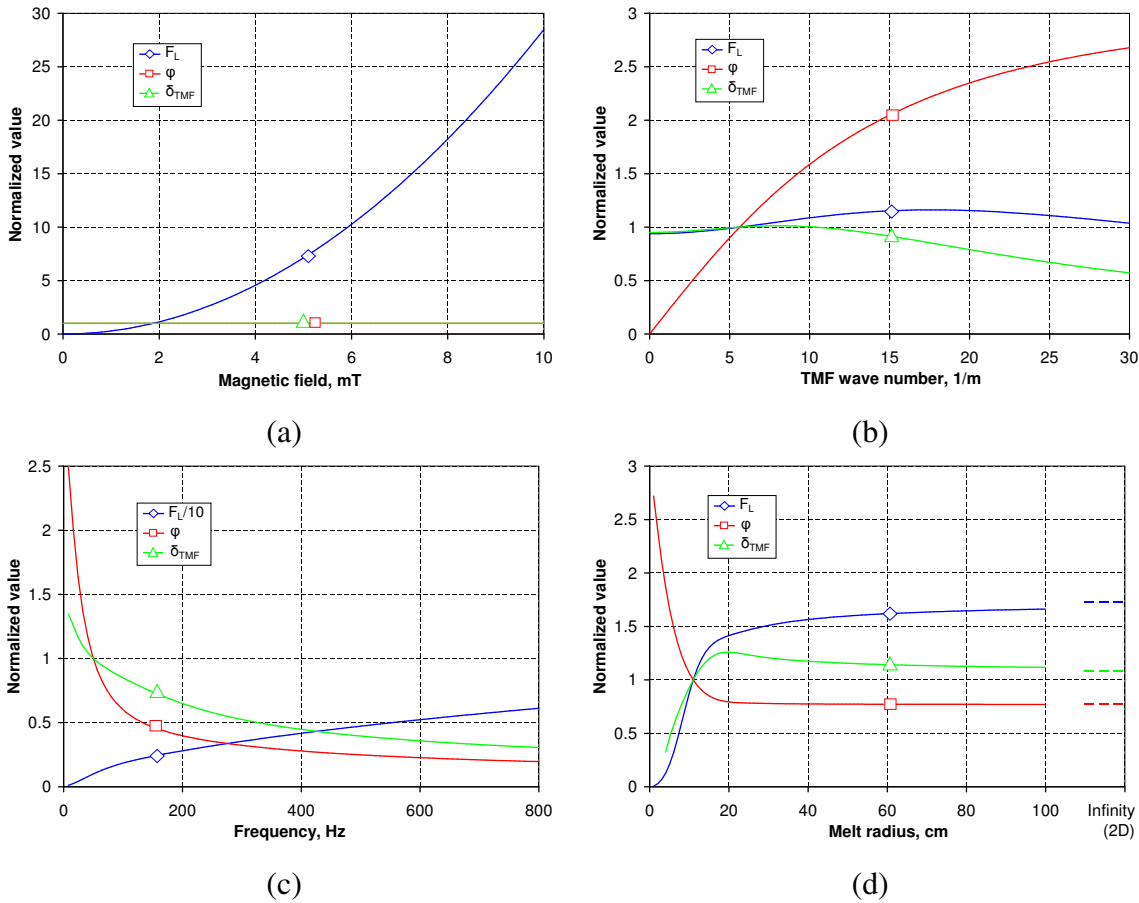 30
25
20
15
10
5
0
Normalized value
F_L
φ
δ_TMF
0 2 4 6 8 10
Magnetic field, mT
(a)
3
2.5
2
1.5
1
0.5
0
Normalized value
F_L
φ
δ_TMF
0 5 10 15 20 25 30
TMF wave number, 1/m
(b)
2.5
2
1.5
1
0.5
0
Normalized value
F_L/10
φ
δ_TMF
0 200 400 600 800
Frequency, Hz
(c)
3
2.5
2
1.5
1
0.5
0
Normalized value
F_L
φ
δ_TMF
0 20 40 60 80 100 Infinity
(2D)
Melt radius, cm
(d)